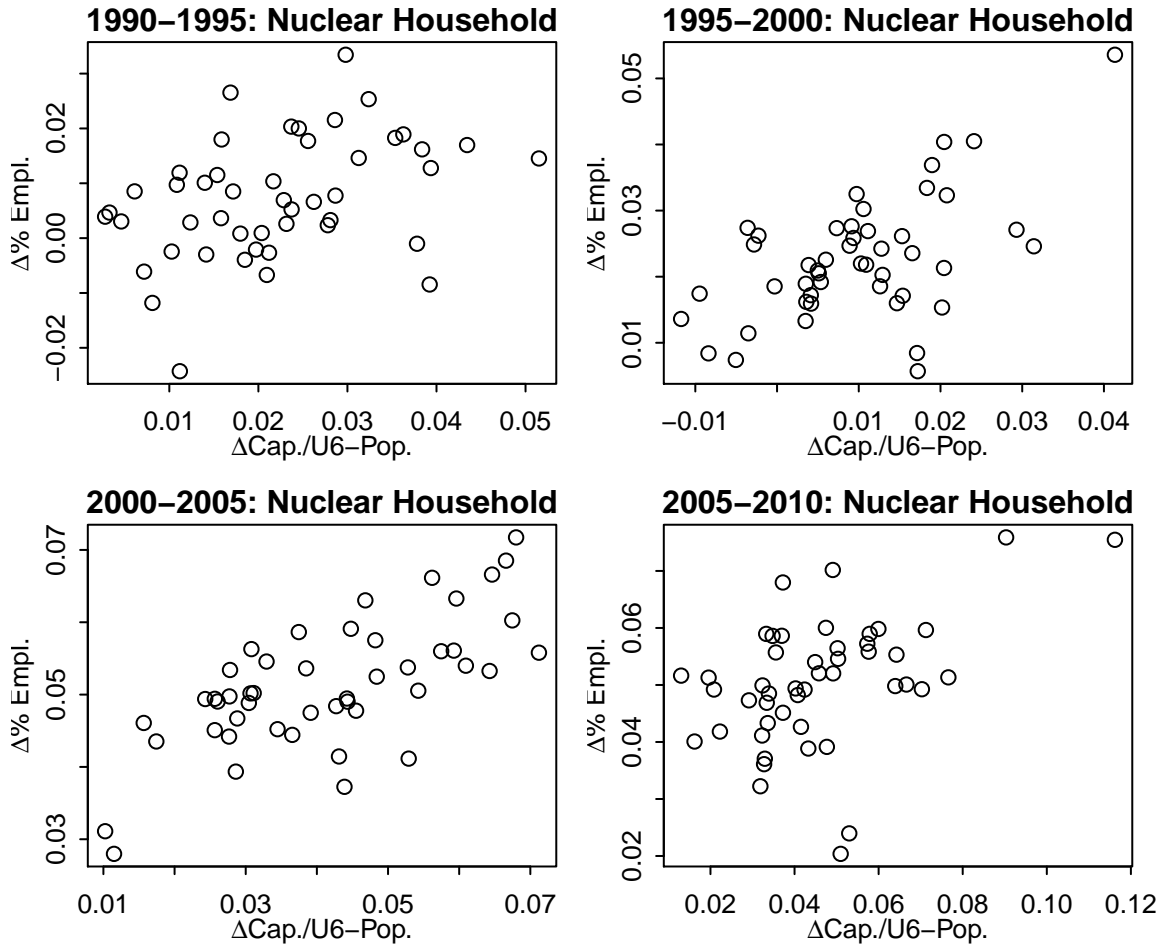 1990−1995: Nuclear Household
Δ% Empl.
0.02
0.00
−0.02
0.01 0.02 0.03 0.04 0.05
ΔCap./U6−Pop.
1995−2000: Nuclear Household
Δ% Empl.
0.05
0.03
0.01
−0.01 0.01 0.02 0.03 0.04
ΔCap./U6−Pop.
2000−2005: Nuclear Household
Δ% Empl.
0.07
0.05
0.03
0.01 0.03 0.05 0.07
ΔCap./U6−Pop.
2005−2010: Nuclear Household
Δ% Empl.
0.06
0.04
0.02
0.02 0.04 0.06 0.08 0.10 0.12
ΔCap./U6−Pop.